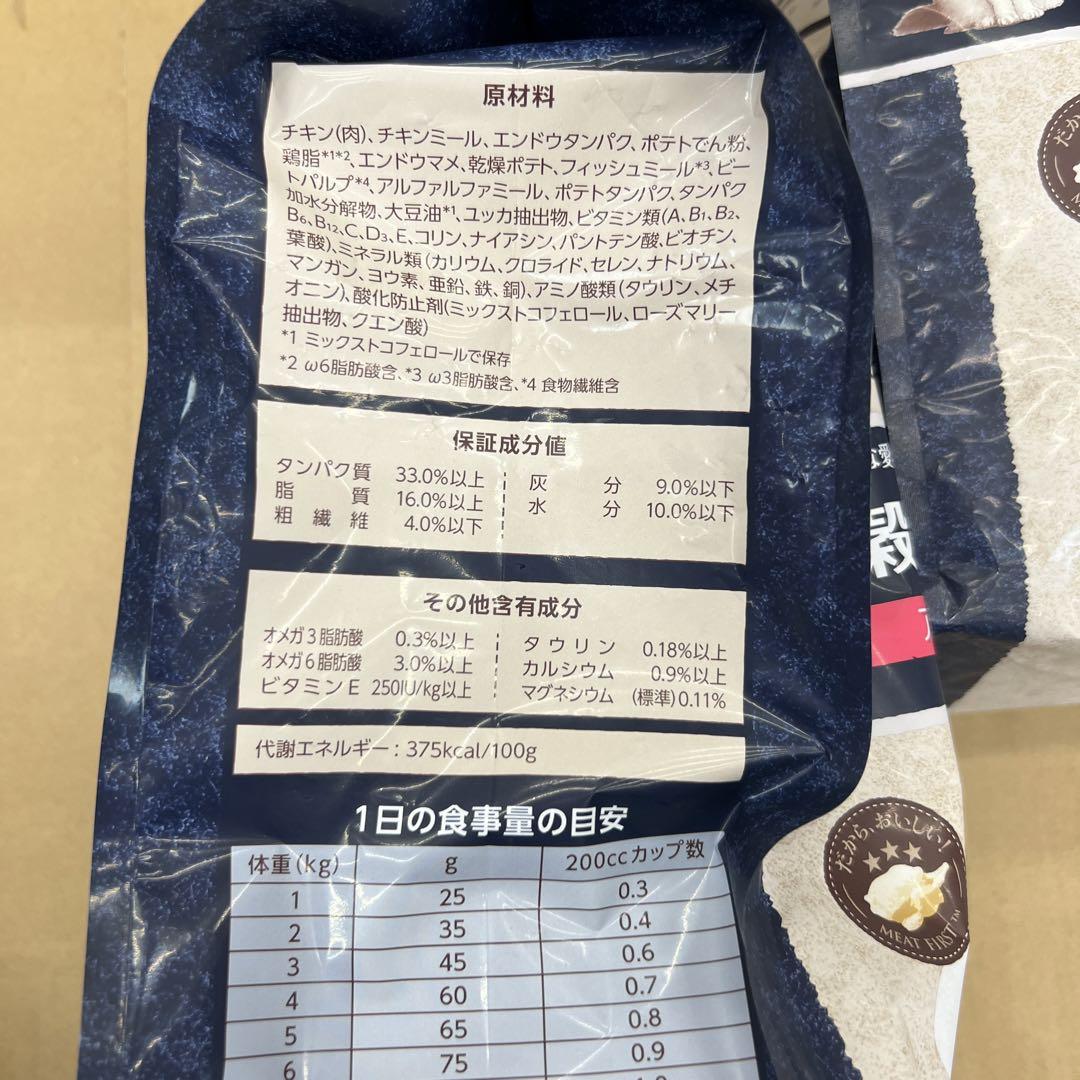 原材料
チキン(肉)、チキンミール、エンドウタンパク、ポテトでん粉、
鶏脂*1*2、エンドウマメ、乾燥ポテト、フィッシュミール*3、ビー
トパルプ*4、アルファルファミール、ポテトタンパク、タンパク
加水分解物、大豆油*1、ユッカ抽出物、ビタミン類(A、B1、B2、
B6、B12、C、D3、E、コリン、ナイアシン、パントテン酸、ビオチン、
葉酸)、ミネラル類(カリウム、クロライド、セレン、ナトリウム、
マンガン、ヨウ素、亜鉛、鉄、銅)、アミノ酸類(タウリン、メチ
オニン)、酸化防止剤(ミックストコフェロール、ローズマリー
抽出物、クエン酸)
*1 ミックストコフェロールで保存
*2 ω6脂肪酸含、*3 ω3脂肪酸含、*4 食物繊維含
保証成分値
タンパク質 33.0%以上 灰分 9.0%以下
脂質 16.0%以上 水分 10.0%以下
粗繊維 4.0%以下
その他含有成分
オメガ3脂肪酸 0.3%以上 タウリン 0.18%以上
オメガ6脂肪酸 3.0%以上 カルシウム 0.9%以上
ビタミンE 250IU/kg以上 マグネシウム (標準)0.11%
代謝エネルギー：375kcal/100g
1日の食事量の目安
体重(kg) g 200ccカップ数
1 25 0.3
2 35 0.4
3 45 0.6
4 60 0.7
5 65 0.8
6 75 0.9
穀
だから、おいしい!
MEAT FIRST™